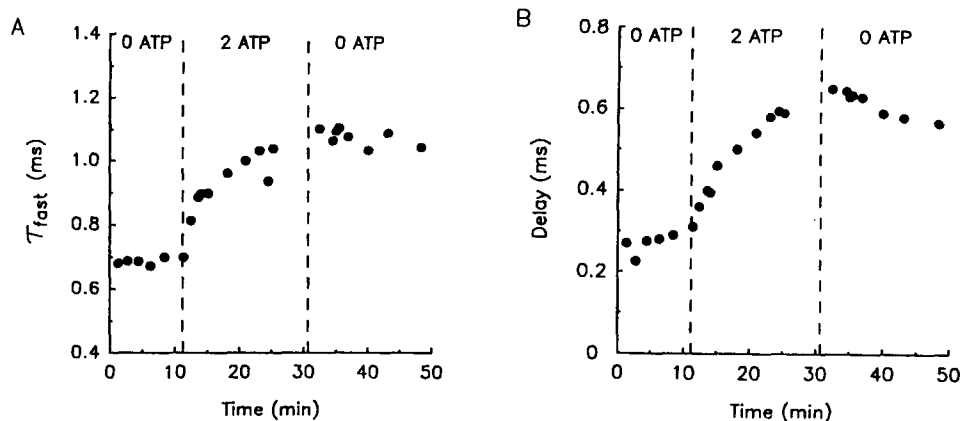 A
1.4
0 ATP 2 ATP 0 ATP
1.2
1.0
0.8
0.6
0.4
τfast (ms)
0 10 20 30 40 50
Time (min)
B
0.8
0 ATP 2 ATP 0 ATP
0.6
0.4
0.2
0
Delay (ms)
0 10 20 30 40 50
Time (min)